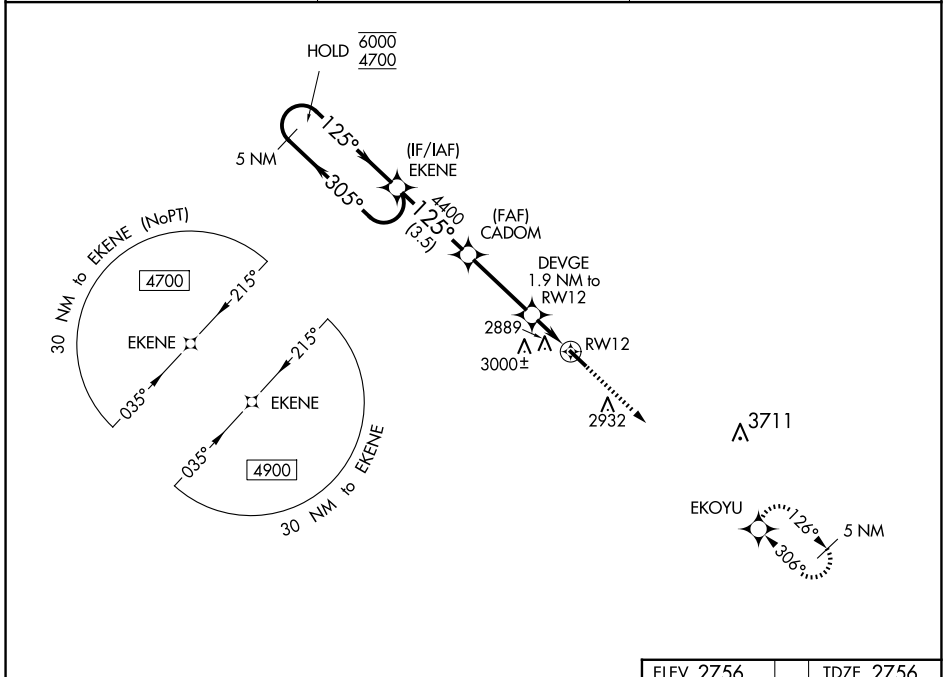 HOLD 6000
4700
125°
5 NM
305°
(IF/IAF)
EKENE
4400
125°
(3.5)
(FAF)
CADOM
DEVGE
1.9 NM to
RW12
2889
3000±
RW12
2932
3711
30 NM to EKENE (NoPT)
4700
215°
EKENE
035°
215°
EKENE
035°
4900
30 NM to EKENE
EKOYU
126°
5 NM
306°
ELEV 2756
TDZE 2756